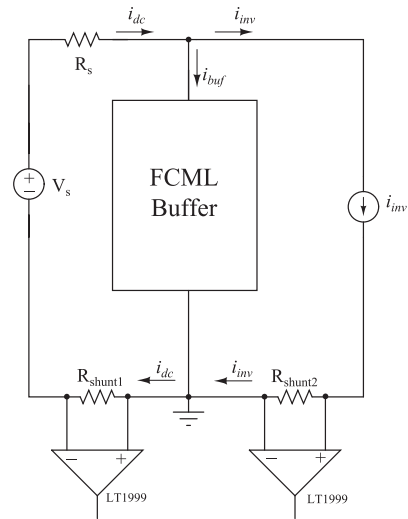 i_dc
i_inv
R_s
i_buf
FCML
Buffer
+
−
V_s
i_inv
R_shunt1
i_dc
i_inv
R_shunt2
− +
− +
LT1999
LT1999